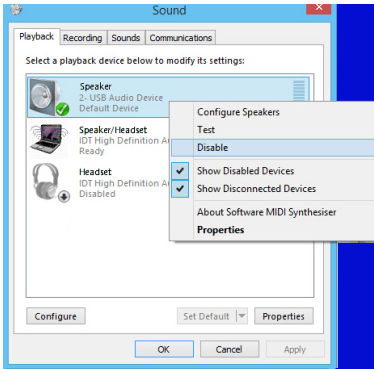 Sound
Playback Recording Sounds Communications
Select a playback device below to modify its settings:
Speaker
2- USB Audio Device
Default Device
Speaker/Headset
IDT High Definition
Ready
Headset
IDT High Definition
Disabled
Configure Speakers
Test
Disable
Show Disabled Devices
Show Disconnected Devices
About Software MIDI Synthesiser
Properties
Configure Set Default Properties
OK Cancel Apply